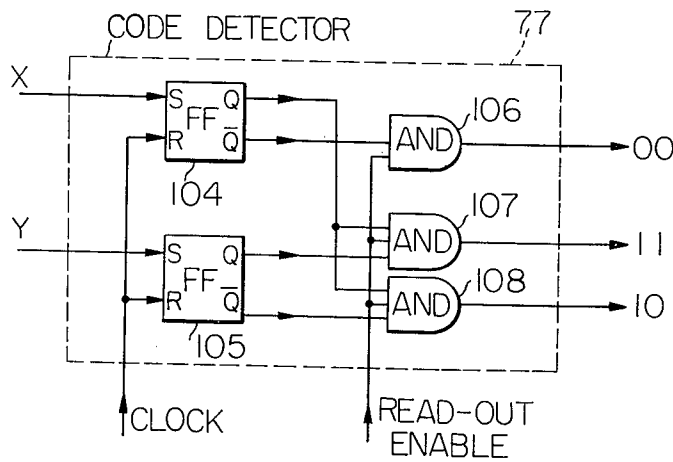 CODE DETECTOR
77
X
S Q
FF
R Q̅
104
AND
106
00
Y
S Q
FF
R Q̅
105
AND
107
11
AND
108
10
CLOCK
READ-OUT
ENABLE